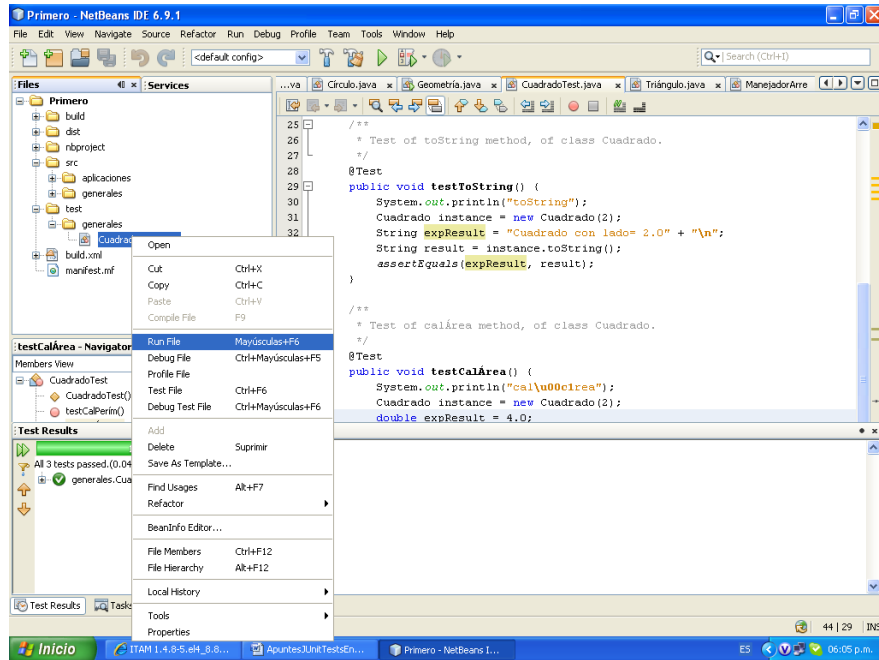 Primero - NetBeans IDE 6.9.1
File Edit View Navigate Source Refactor Run Debug Profile Team Tools Window Help
<default config>
Search (Ctrl+I)
Files
Services
...va
Círculo.java
Geometría.java
CuadradoTest.java
Triángulo.java
ManejadorArre
Primero
build
dist
nbproject
src
aplicaciones
generales
test
generales
Cuadrad
build.xml
manifest.mf
25 /**
26 * Test of toString method, of class Cuadrado.
27 */
28 @Test
29 public void testToString() {
30 System.out.println("toString");
31 Cuadrado instance = new Cuadrado(2);
32 String expResult = "Cuadrado con lado= 2.0" + "\n";
String result = instance.toString();
assertEquals(expResult, result);
}
/**
* Test of calÁrea method, of class Cuadrado.
*/
@Test
public void testCalÁrea() {
System.out.println("cal\u00c1rea");
Cuadrado instance = new Cuadrado(2);
double expResult = 4.0;
Open
Cut Ctrl+X
Copy Ctrl+C
Paste Ctrl+V
Compile File F9
Run File Mayúsculas+F6
Debug File Ctrl+Mayúsculas+F5
Profile File
Test File Ctrl+F6
Debug Test File Ctrl+Mayúsculas+F6
Add
Delete Suprimir
Save As Template...
Find Usages Alt+F7
Refactor
BeanInfo Editor...
File Members Ctrl+F12
File Hierarchy Alt+F12
Local History
Tools
Properties
testCalÁrea - Navigator
Members View
CuadradoTest
CuadradoTest()
testCalPerím()
Test Results
All 3 tests passed.(0.04
generales.Cua
Test Results
Tasks
44 | 29 INS
Inicio
ITAM 1.4.8-5.el4_8.8...
ApuntesJUnitTestsEn...
Primero - NetBeans I...
ES
06:05 p.m.